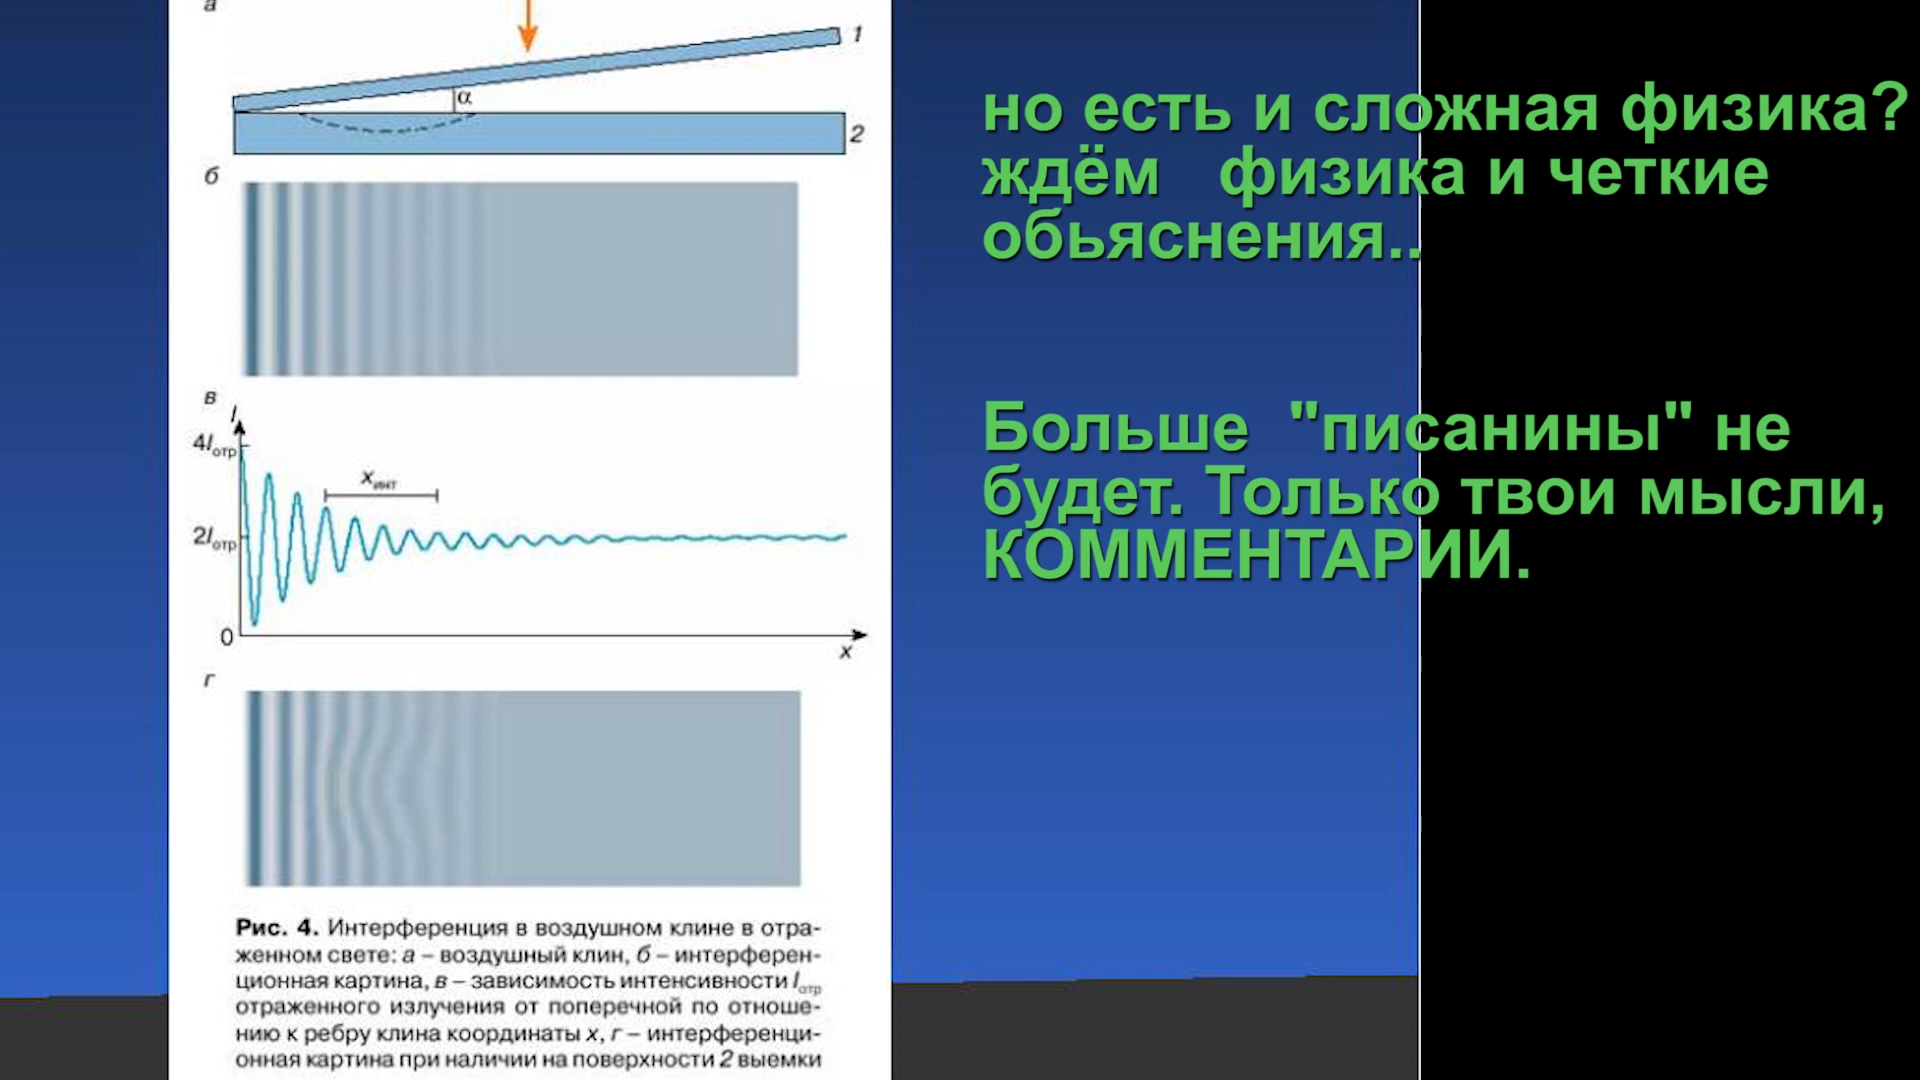 а
1
α
2
б
в
I
4Iотр
xинт
2Iотр
0
x
г
Рис. 4. Интерференция в воздушном клине в отра-
женном свете: а – воздушный клин, б – интерферен-
ционная картина, в – зависимость интенсивности Iотр
отраженного излучения от поперечной по отноше-
нию к ребру клина координаты х, г – интерференци-
онная картина при наличии на поверхности 2 выемки
но есть и сложная физика?
ждём физика и четкие
обьяснения..
Больше "писанины" не
будет. Только твои мысли,
КОММЕНТАРИИ.